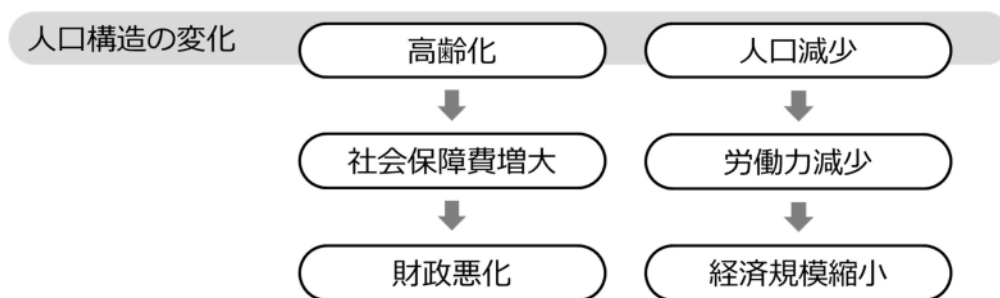 人口構造の変化
高齢化
人口減少
社会保障費増大
労働力減少
財政悪化
経済規模縮小